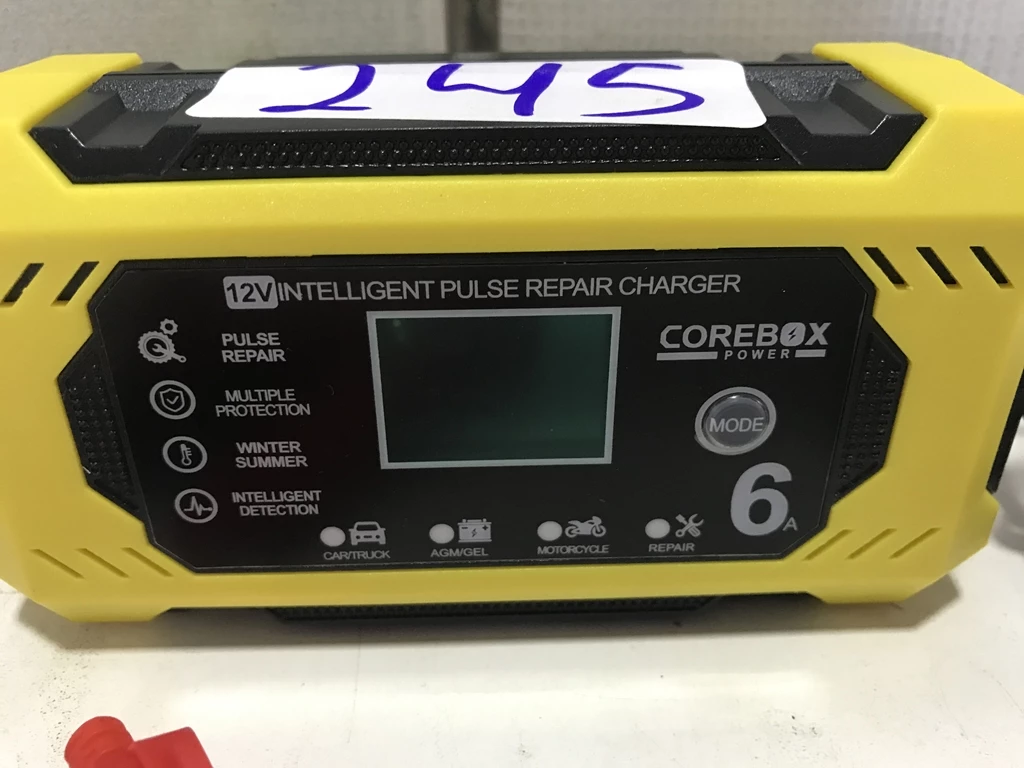 245
12V INTELLIGENT PULSE REPAIR CHARGER
PULSE
REPAIR
MULTIPLE
PROTECTION
WINTER
SUMMER
INTELLIGENT
DETECTION
COREBOX
POWER
MODE
6A
CAR/TRUCK
AGM/GEL
MOTORCYCLE
REPAIR